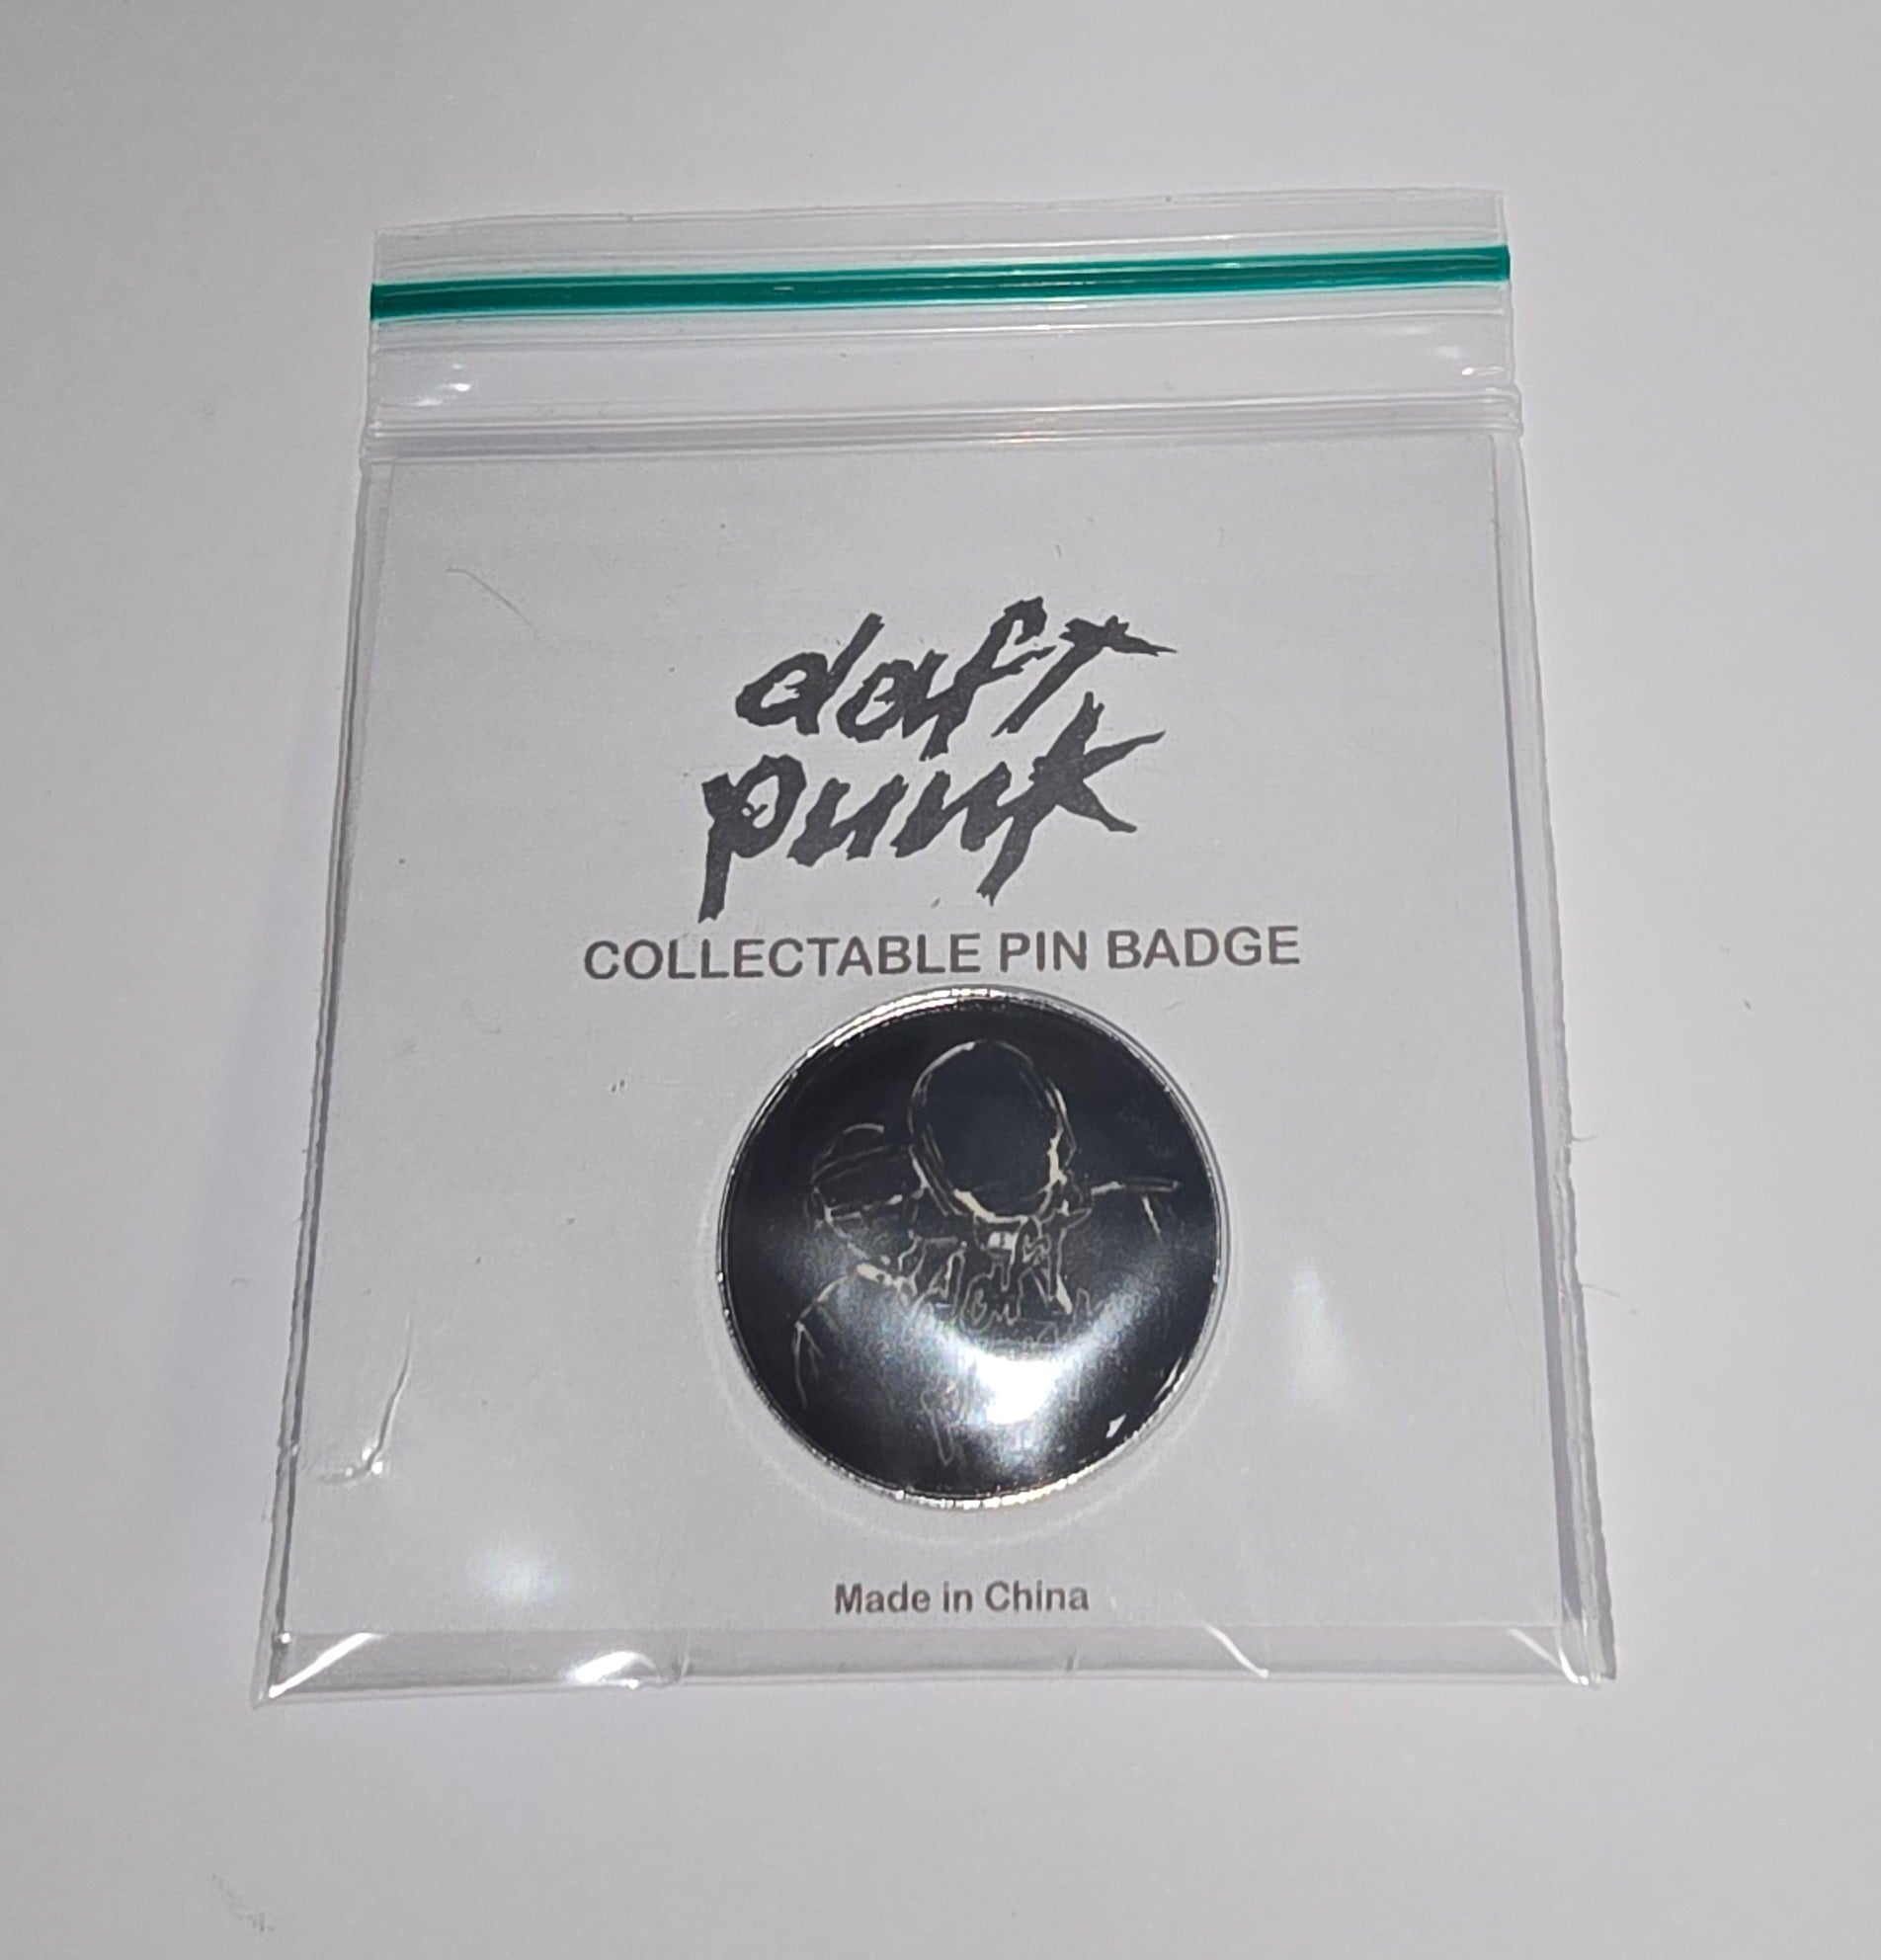 daft
punk
COLLECTABLE PIN BADGE
Made in China